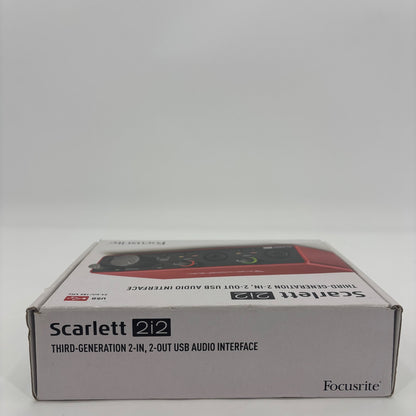 Focusrite
USB
THIRD-GENERATION 2-IN, 2-OUT USB AUDIO INTERFACE
Scarlett 2i2
Scarlett 2i2
THIRD-GENERATION 2-IN, 2-OUT USB AUDIO INTERFACE
Focusrite